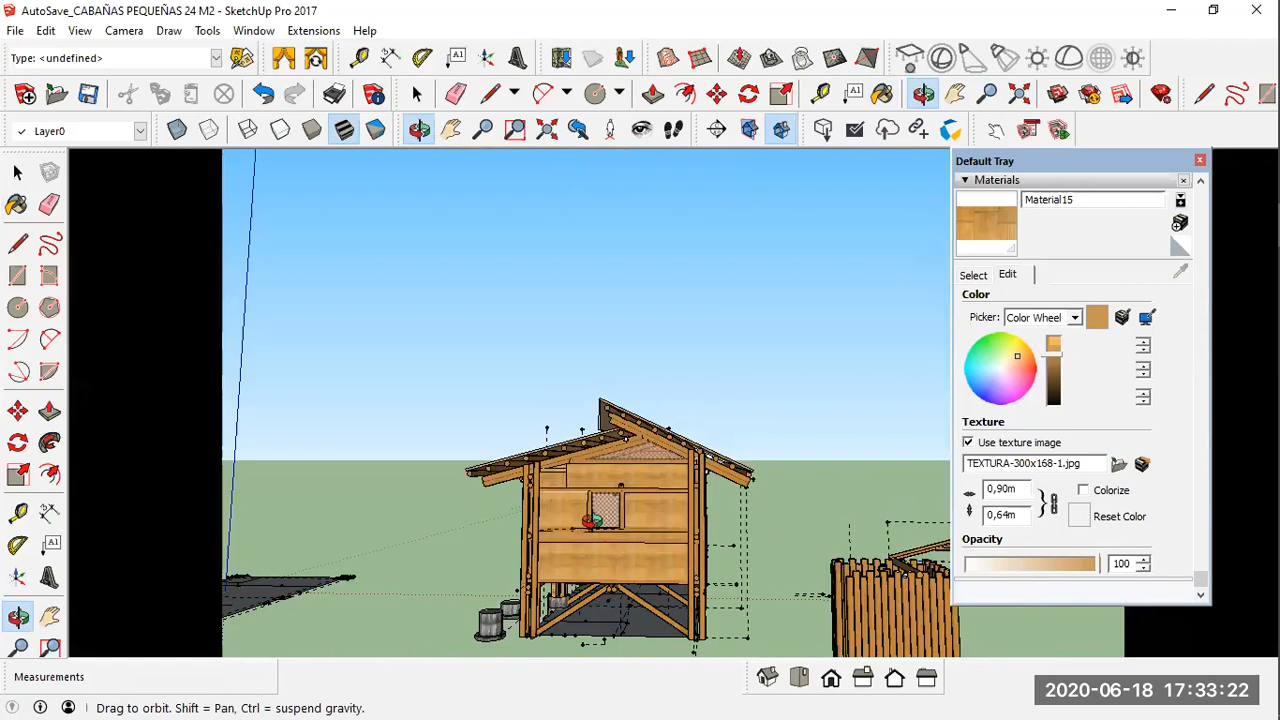 AutoSave_CABAÑAS PEQUEÑAS 24 M2 - SketchUp Pro 2017
File Edit View Camera Draw Tools Window Extensions Help
Type: <undefined>
A1
A1
Layer0
Default Tray
Materials
Material15
Select Edit
Color
Picker: Color Wheel
Texture
Use texture image
TEXTURA-300x168-1.jpg
0,90m Colorize
0,64m Reset Color
Opacity
100
A1
Measurements
2020-06-18 17:33:22
Drag to orbit. Shift = Pan, Ctrl = suspend gravity.